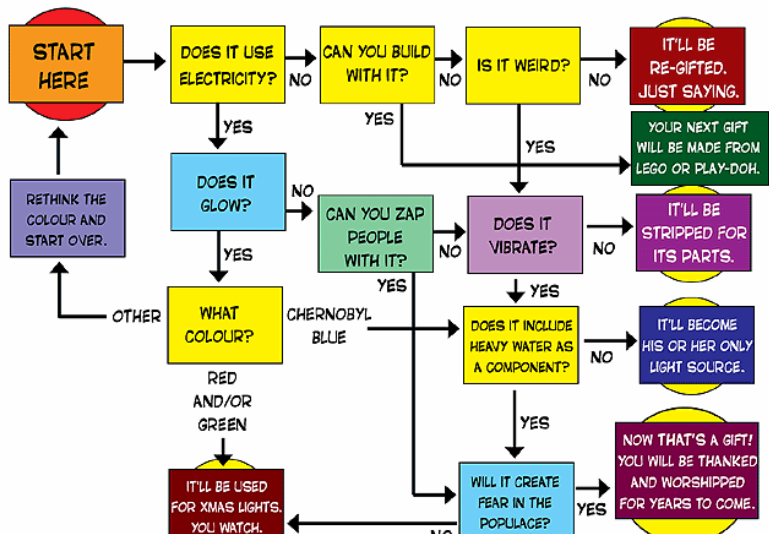 START
HERE
DOES IT USE
ELECTRICITY?
NO
CAN YOU BUILD
WITH IT?
NO
IS IT WEIRD?
NO
IT'LL BE
RE-GIFTED.
JUST SAYING.
YES
YES
YES
YOUR NEXT GIFT
WILL BE MADE FROM
LEGO OR PLAY-DOH.
RETHINK THE
COLOUR AND
START OVER.
DOES IT
GLOW?
NO
CAN YOU ZAP
PEOPLE
WITH IT?
NO
DOES IT
VIBRATE?
NO
IT'LL BE
STRIPPED FOR
ITS PARTS.
YES
YES
YES
OTHER
WHAT
COLOUR?
CHERNOBYL
BLUE
DOES IT INCLUDE
HEAVY WATER AS
A COMPONENT?
NO
IT'LL BECOME
HIS OR HER ONLY
LIGHT SOURCE.
RED
AND/OR
GREEN
YES
IT'LL BE USED
FOR XMAS LIGHTS.
YOU WATCH.
NO
WILL IT CREATE
FEAR IN THE
POPULACE?
YES
NOW THAT'S A GIFT!
YOU WILL BE THANKED
AND WORSHIPPED
FOR YEARS TO COME.